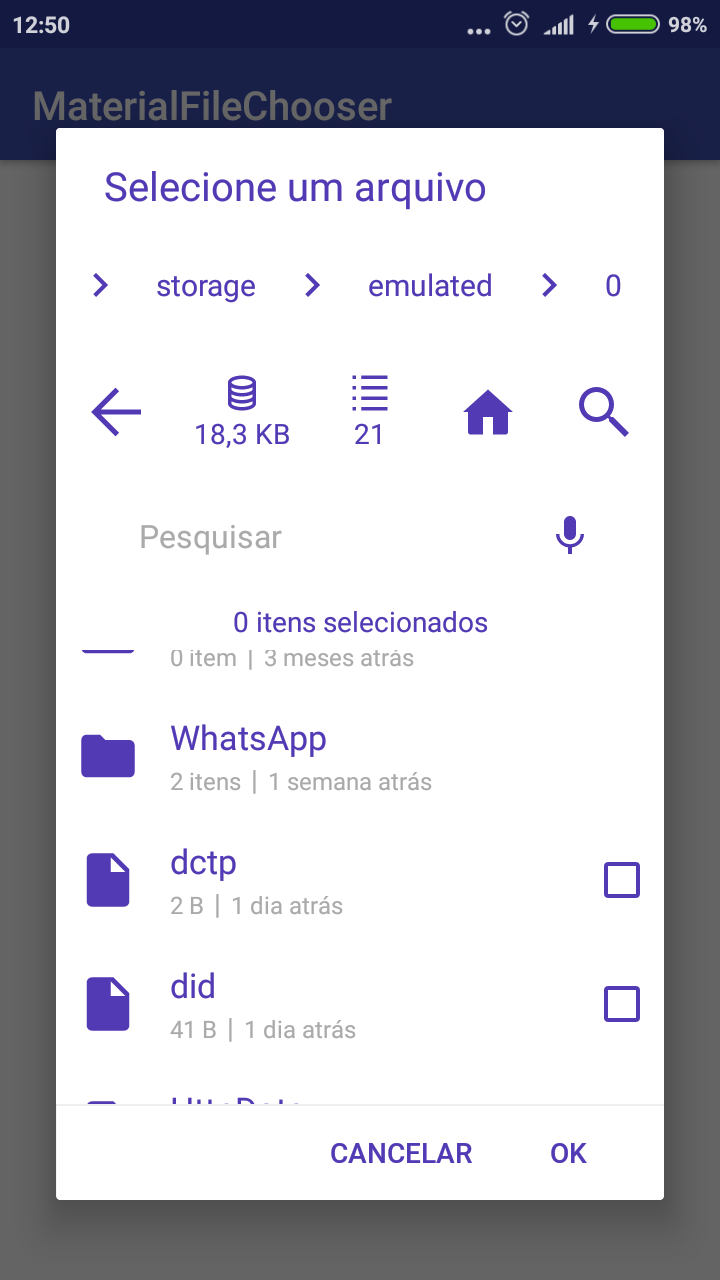 12:50
98%
MaterialFileChooser
Selecione um arquivo
storage
emulated
0
18,3 KB
21
Pesquisar
0 itens selecionados
0 item | 3 meses atrás
WhatsApp
2 itens | 1 semana atrás
dctp
2 B | 1 dia atrás
did
41 B | 1 dia atrás
CANCELAR
OK